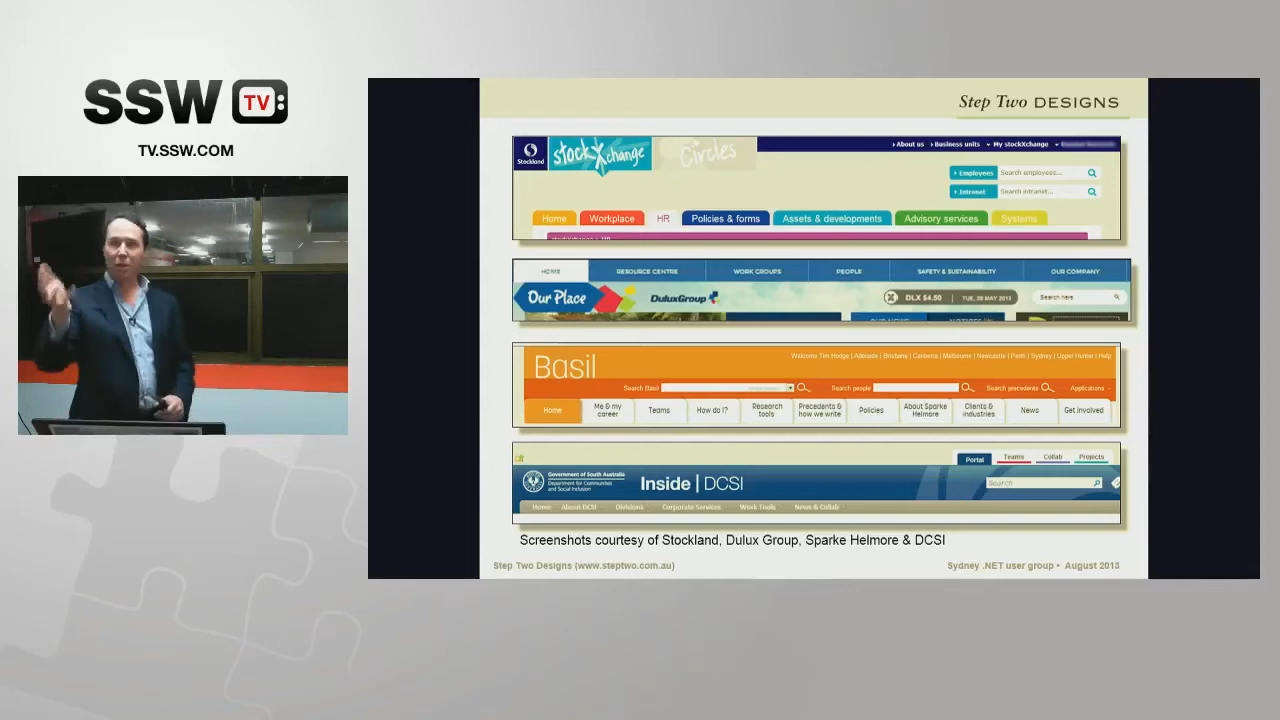 SSW TV
TV.SSW.COM
Step Two DESIGNS
Stockland
stockXchange
Circles
About us
Business units
My stockXchange
Employees
Search employees...
Intranet
Search intranet...
Home
Workplace
HR
Policies & forms
Assets & developments
Advisory services
Systems
HOME
RESOURCE CENTRE
WORK GROUPS
PEOPLE
SAFETY & SUSTAINABILITY
OUR COMPANY
Our Place
DuluxGroup
DLX $4.50 | TUE, 28 MAY 2013
Search here
OUR NEWS
Basil
Welcome Tim Hodge | Adelaide | Brisbane | Canberra | Melbourne | Newcastle | Perth | Sydney | Upper Hunter | Help
Search Basil
Search people
Search precedents
Applications
Home
Me & my career
Teams
How do I?
Research tools
Precedents & how we write
Policies
About Sparke Helmore
Clients & industries
News
Get involved
Portal
Teams
Collab
Projects
Government of South Australia
Department for Communities
and Social Inclusion
Inside | DCSI
Search
Home
About DCSI
Divisions
Corporate Services
Work Tools
News & Collab
Screenshots courtesy of Stockland, Dulux Group, Sparke Helmore & DCSI
Step Two Designs (www.steptwo.com.au)
Sydney .NET user group • August 2013